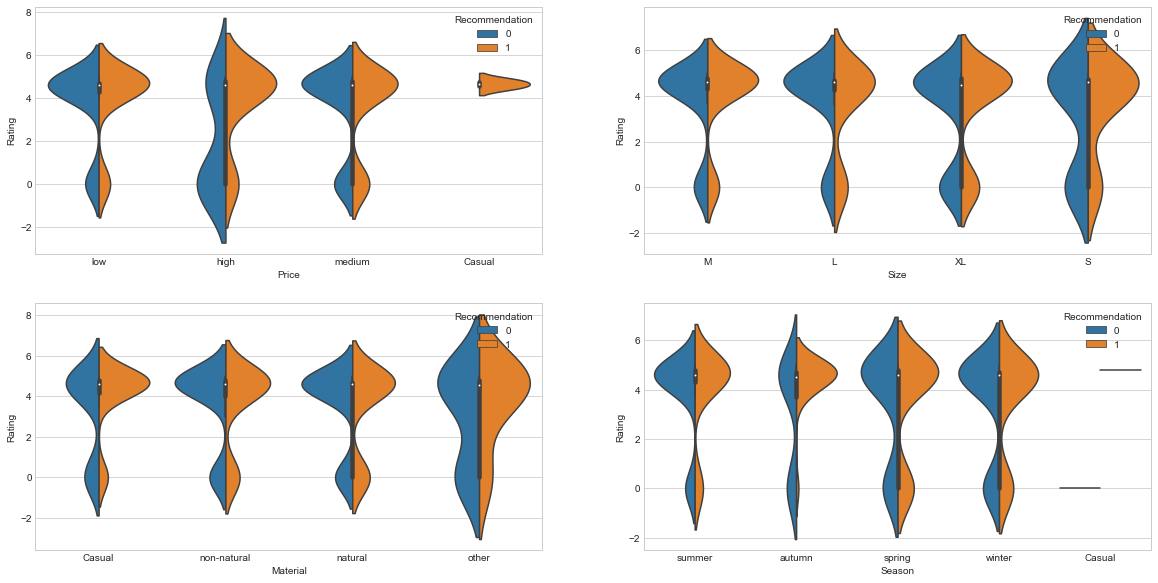 Recommendation
0
1
8
6
4
2
0
−2
Rating
low high medium Casual
Price
Recommendation
0
1
6
4
2
0
−2
Rating
M L XL S
Size
Recommendation
0
1
8
6
4
2
0
−2
Rating
Casual non-natural natural other
Material
Recommendation
0
1
6
4
2
0
−2
Rating
summer autumn spring winter Casual
Season